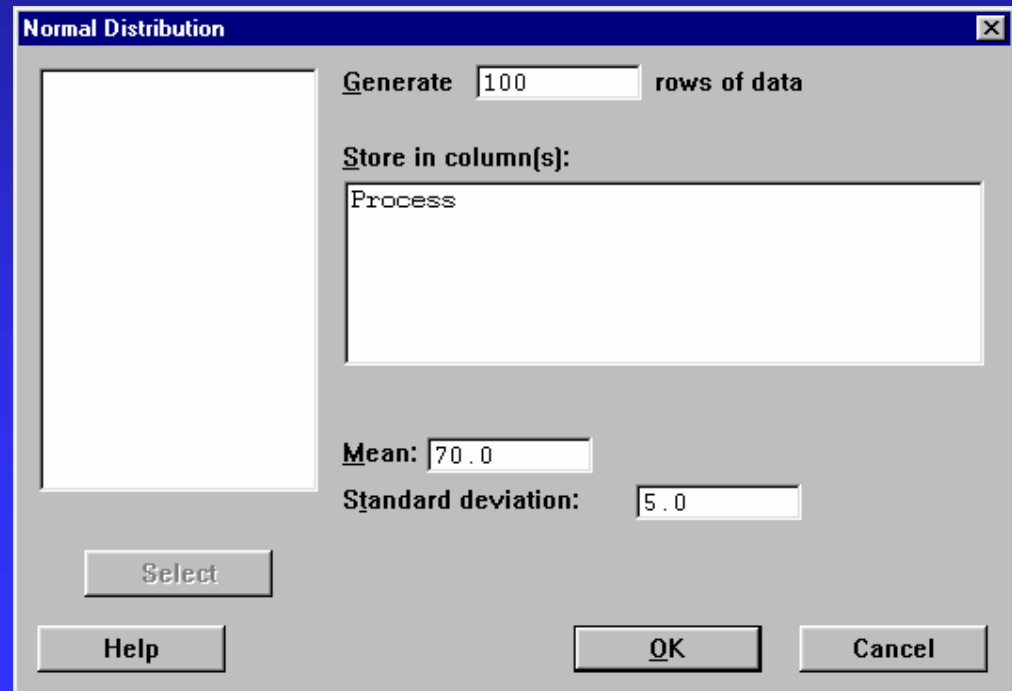 Normal Distribution
Generate 100 rows of data
Store in column(s):
Process
Mean: 70.0
Standard deviation: 5.0
Select
Help
OK
Cancel